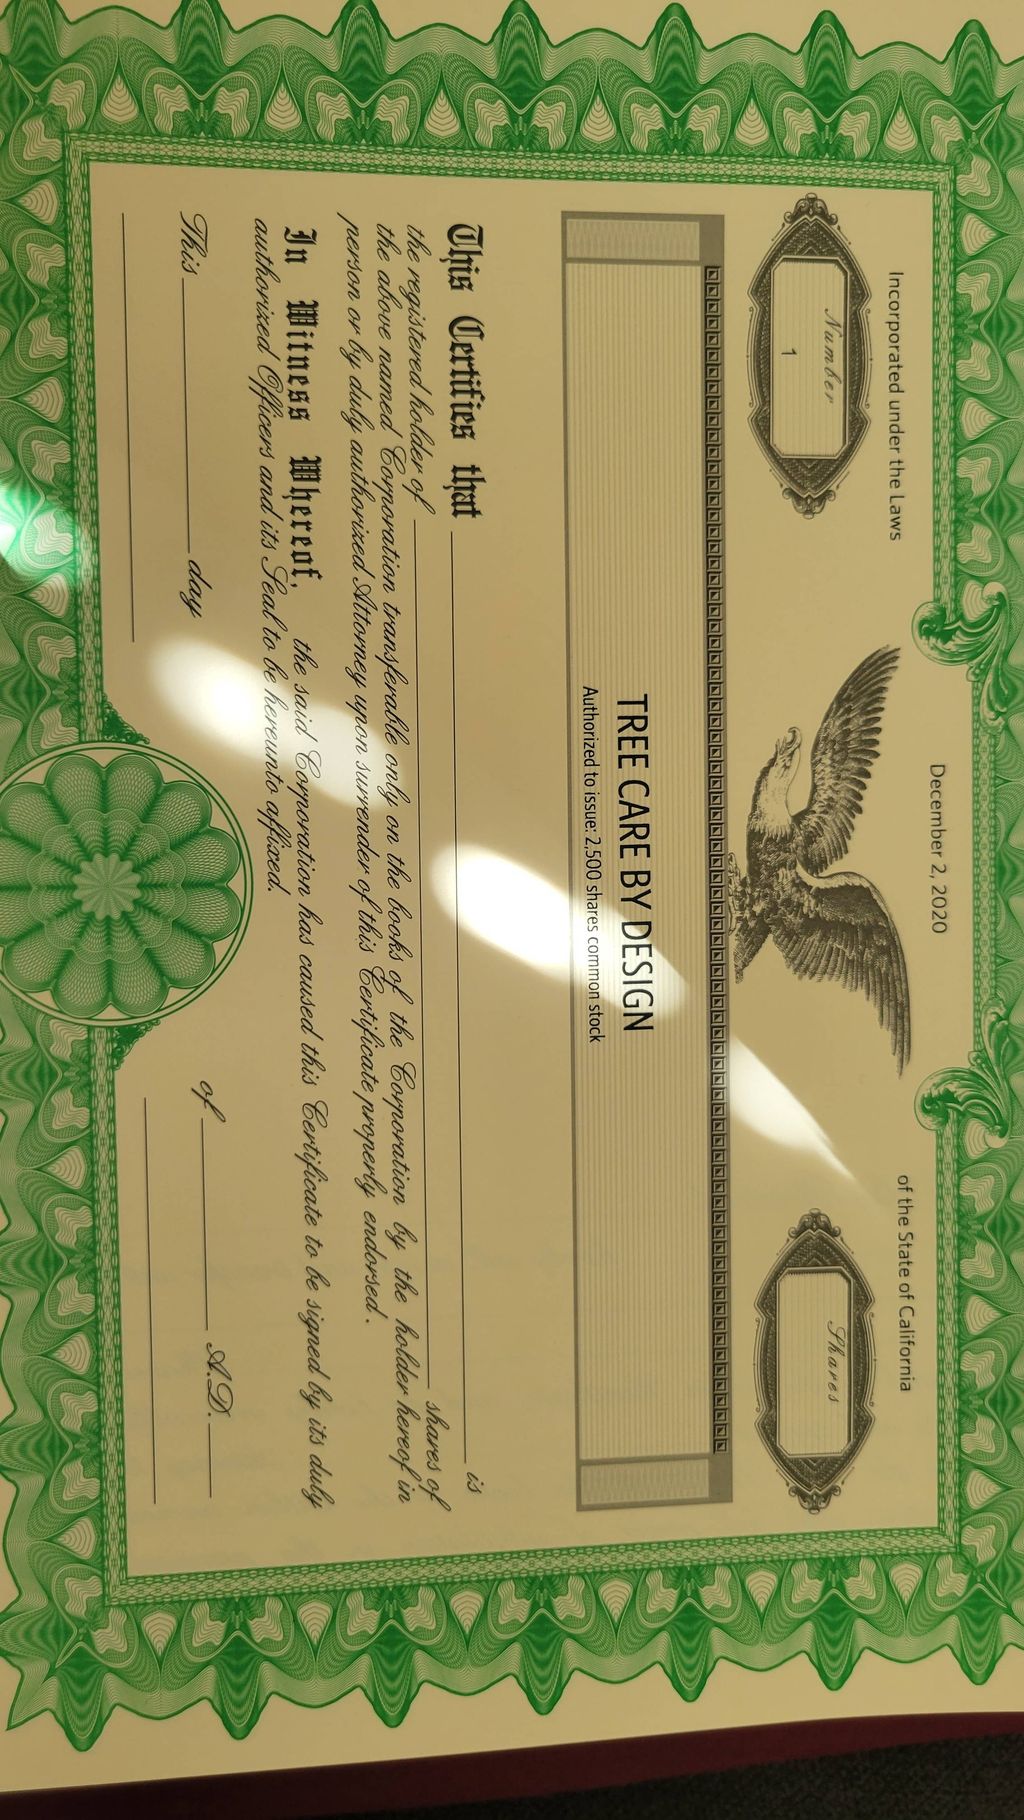 December 2, 2020
Incorporated under the Laws
of the State of California
Number
1
Shares
TREE CARE BY DESIGN
Authorized to issue: 2,500 shares common stock
This Certifies that is
the registered holder of shares of
the above named Corporation transferable only on the books of the Corporation by the holder hereof in
person or by duly authorized Attorney upon surrender of this Certificate properly endorsed.
In Witness Whereof, the said Corporation has caused this Certificate to be signed by its duly
authorized Officers and its Seal to be hereunto affixed.
This day of A.D.